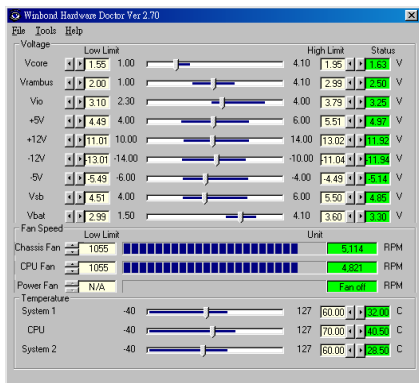 Winbond Hardware Doctor Ver 2.70
File Tools Help
Voltage Low Limit High Limit Status
Vcore 1.55 1.00 4.10 1.95 1.63 V
Vrambus 2.00 1.00 4.10 2.99 2.50 V
Vio 3.10 2.30 4.00 3.79 3.25 V
+5V 4.49 4.00 6.00 5.51 4.97 V
+12V 11.01 10.00 14.00 13.02 11.92 V
-12V -13.01 -14.00 -10.00 -11.04 -11.94 V
-5V -5.49 -6.00 -4.00 -4.49 -5.14 V
Vsb 4.51 4.00 6.00 5.50 4.85 V
Vbat 2.99 1.50 4.10 3.60 3.30 V
Fan Speed Low Limit Unit
Chassis Fan 1055 5,114 RPM
CPU Fan 1055 4,821 RPM
Power Fan N/A Fan off RPM
Temperature
System 1 -40 127 60.00 32.00 C
CPU -40 127 70.00 40.50 C
System 2 -40 127 60.00 28.50 C